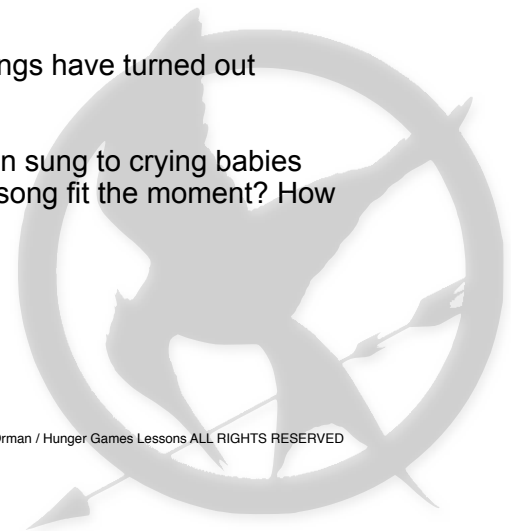 ngs have turned out
n sung to crying babies
song fit the moment? How
rman / Hunger Games Lessons ALL RIGHTS RESERVED